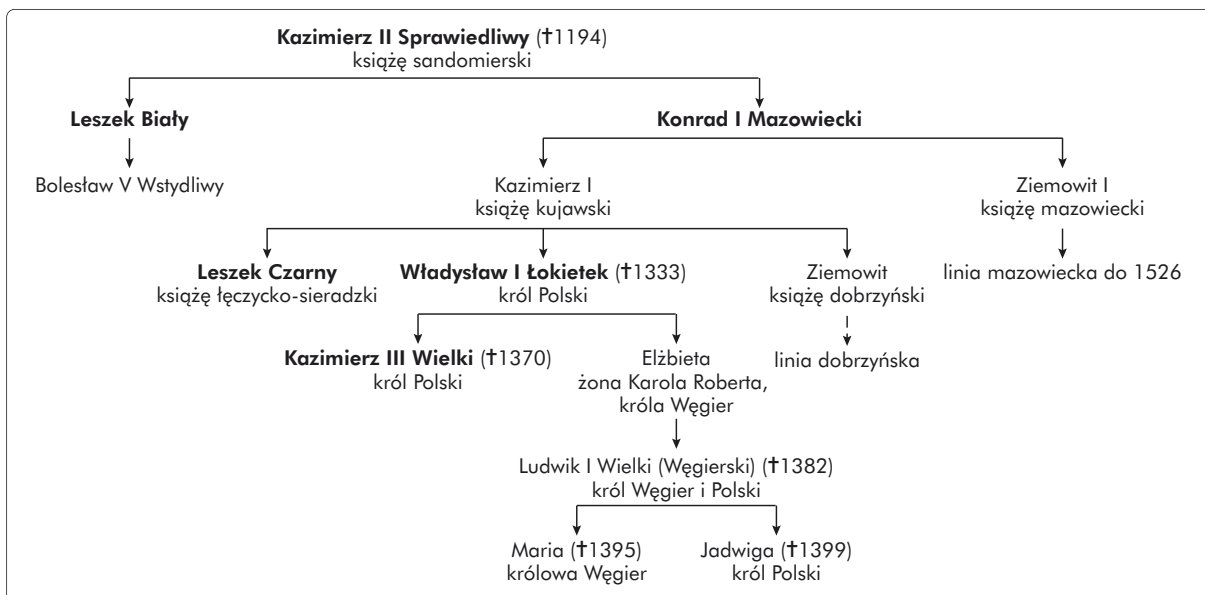 Kazimierz II Sprawiedliwy (✝1194)
książę sandomierski
Leszek Biały
Konrad I Mazowiecki
Bolesław V Wstydliwy
Kazimierz I
książę kujawski
Ziemowit I
książę mazowiecki
Leszek Czarny
książę łęczycko-sieradzki
Władysław I Łokietek (✝1333)
król Polski
Ziemowit
książę dobrzyński
linia mazowiecka do 1526
Kazimierz III Wielki (✝1370)
król Polski
Elżbieta
żona Karola Roberta,
króla Węgier
linia dobrzyńska
Ludwik I Wielki (Węgierski) (✝1382)
król Węgier i Polski
Maria (✝1395)
królowa Węgier
Jadwiga (✝1399)
król Polski